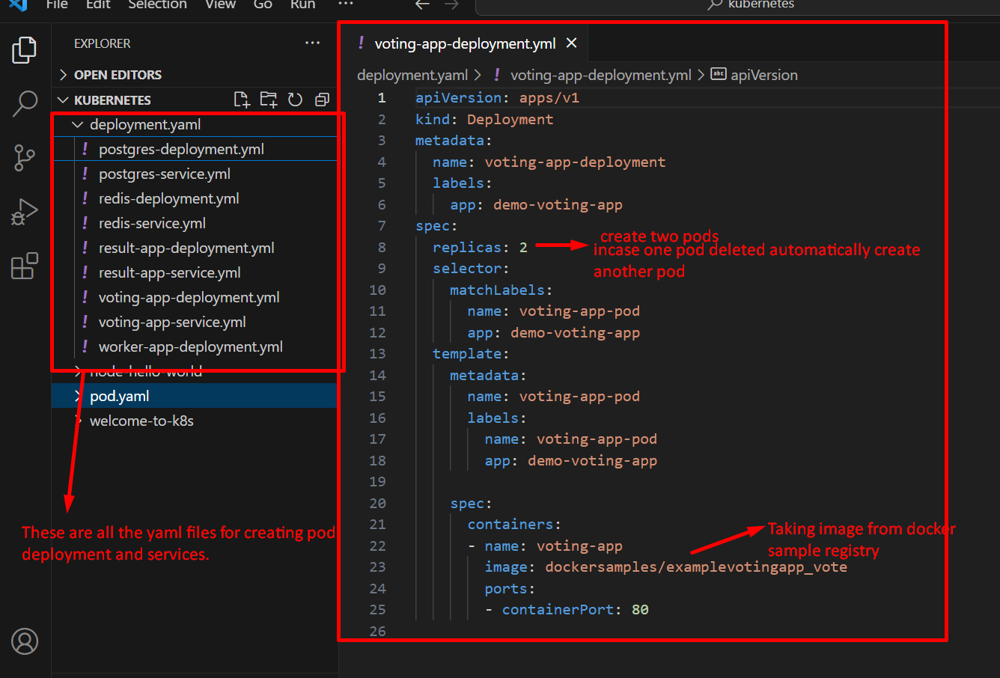 File Edit Selection View Go Run ··· kubernetes
EXPLORER ···
OPEN EDITORS
KUBERNETES
deployment.yaml
! postgres-deployment.yml
! postgres-service.yml
! redis-deployment.yml
! redis-service.yml
! result-app-deployment.yml
! result-app-service.yml
! voting-app-deployment.yml
! voting-app-service.yml
! worker-app-deployment.yml
node-hello-world
pod.yaml
welcome-to-k8s
These are all the yaml files for creating pod
deployment and services.
! voting-app-deployment.yml
deployment.yaml > ! voting-app-deployment.yml > abc apiVersion
1 apiVersion: apps/v1
2 kind: Deployment
3 metadata:
4 name: voting-app-deployment
5 labels:
6 app: demo-voting-app
7 spec:
8 replicas: 2
create two pods
incase one pod deleted automatically create
another pod
9 selector:
10 matchLabels:
11 name: voting-app-pod
12 app: demo-voting-app
13 template:
14 metadata:
15 name: voting-app-pod
16 labels:
17 name: voting-app-pod
18 app: demo-voting-app
19
20 spec:
21 containers:
22 - name: voting-app
23 image: dockersamples/examplevotingapp_vote
Taking image from docker
sample registry
24 ports:
25 - containerPort: 80
26